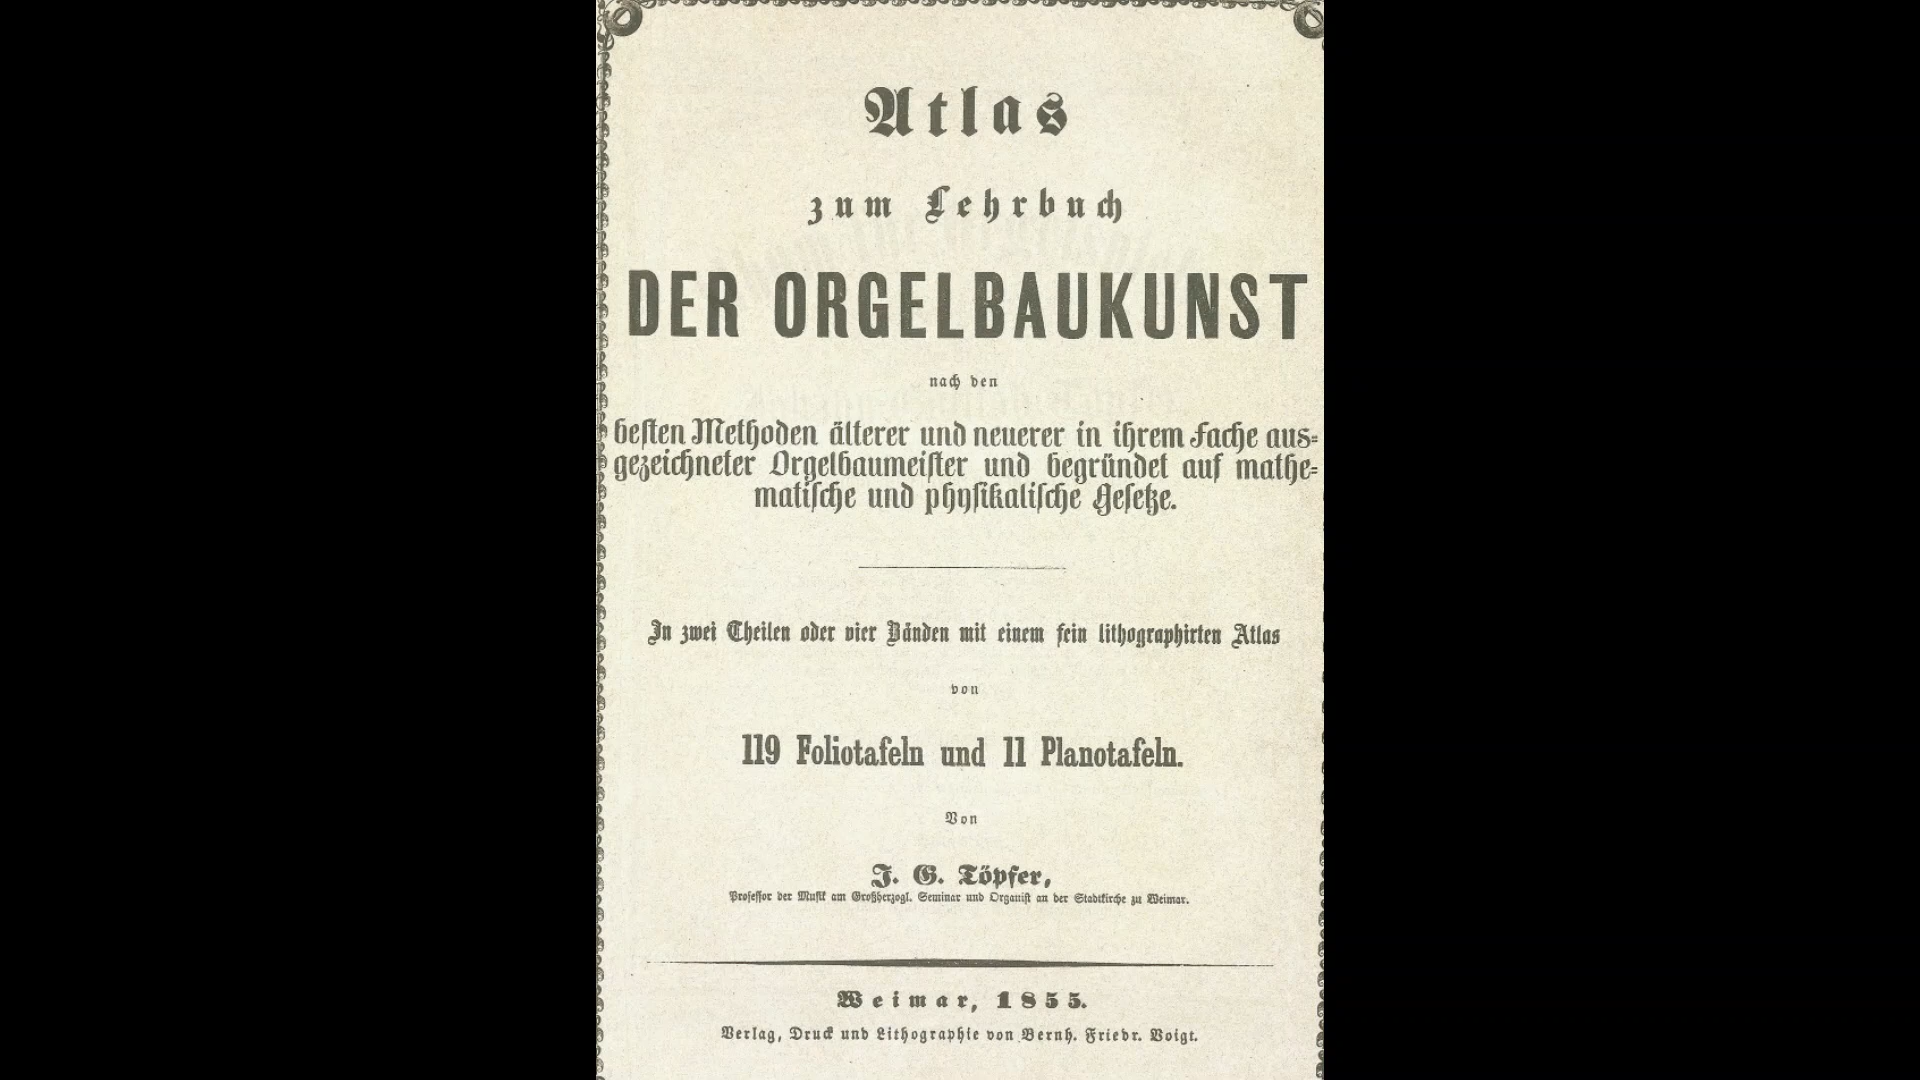 Atlas
zum Lehrbuch
DER ORGELBAUKUNST
nach den
besten Methoden älterer und neuerer in ihrem Fache aus=
gezeichneter Orgelbaumeister und begründet auf mathe=
matische und physikalische Gesetze.
In zwei Theilen oder vier Bänden mit einem fein lithographirten Atlas
von
119 Foliotafeln und 11 Planotafeln.
Von
J. G. Töpfer,
Professor der Musik am Großherzogl. Seminar und Organist an der Stadtkirche zu Weimar.
Weimar, 1855.
Verlag, Druck und Lithographie von Bernh. Friedr. Voigt.